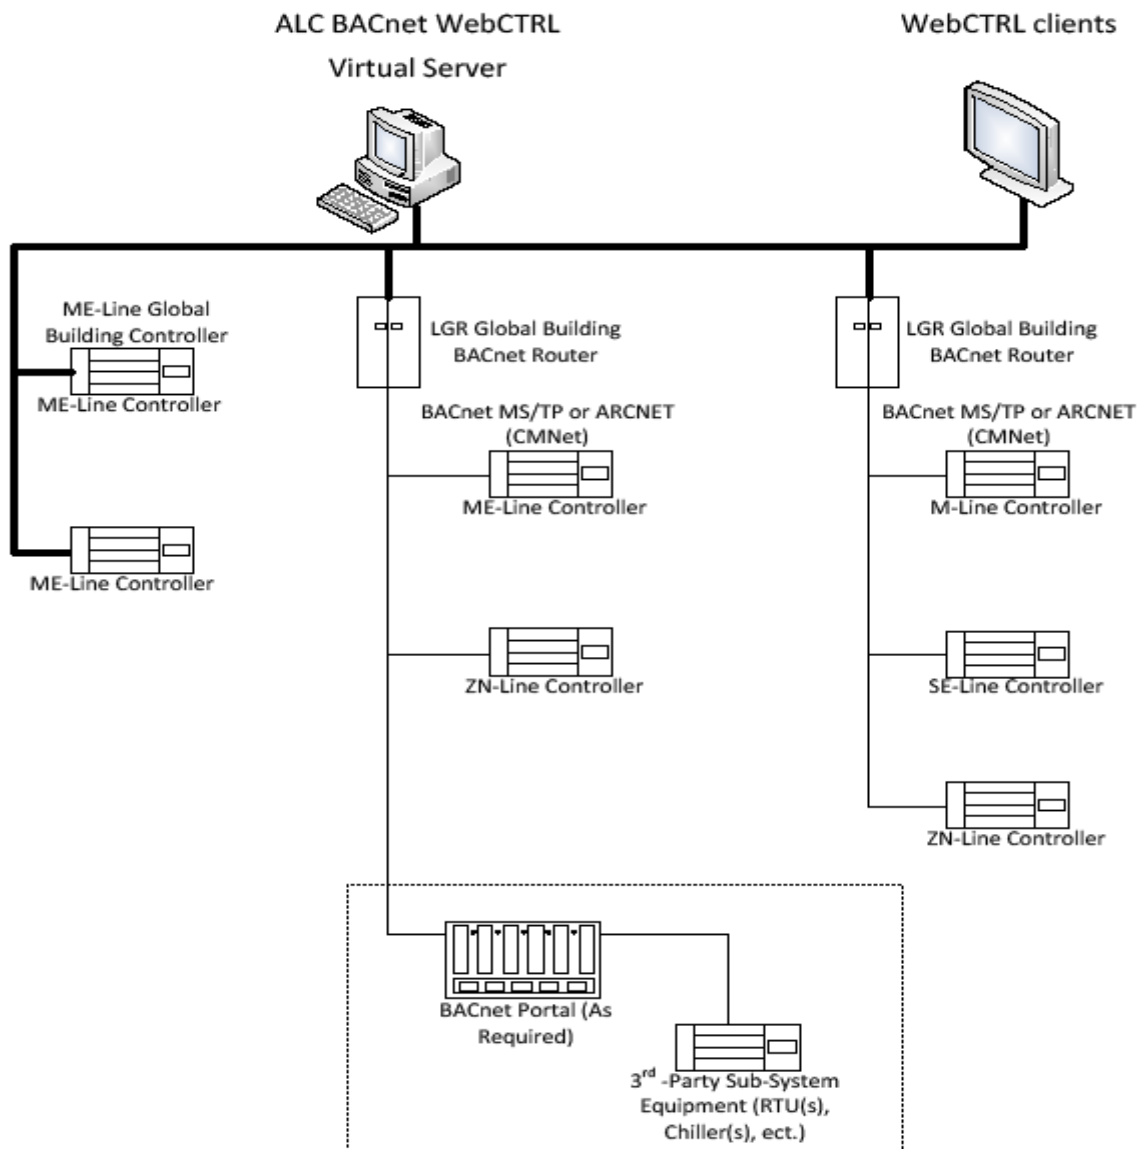 ALC BACnet WebCTRL
Virtual Server
WebCTRL clients
ME-Line Global
Building Controller
ME-Line Controller
ME-Line Controller
LGR Global Building
BACnet Router
BACnet MS/TP or ARCNET
(CMNet)
ME-Line Controller
ZN-Line Controller
LGR Global Building
BACnet Router
BACnet MS/TP or ARCNET
(CMNet)
M-Line Controller
SE-Line Controller
ZN-Line Controller
BACnet Portal (As
Required)
3rd -Party Sub-System
Equipment (RTU(s),
Chiller(s), ect.)